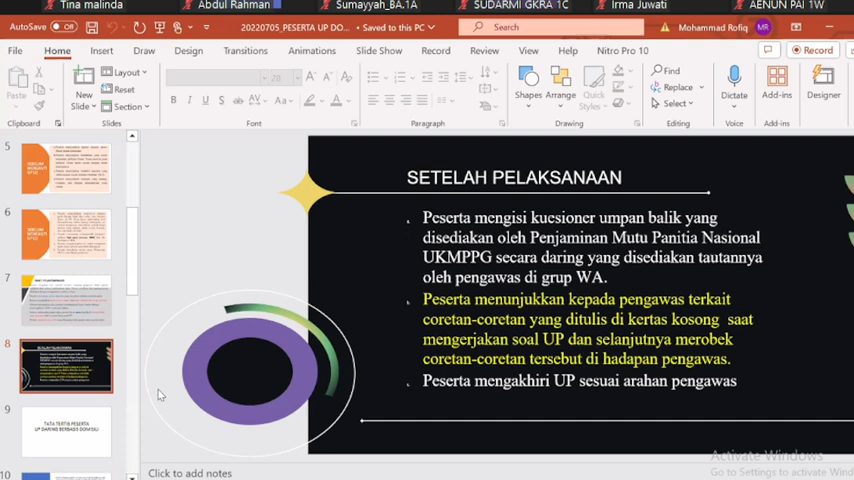 Tina malinda
Abdul Rahman
Sumayyah_BA.1A
SUDARMI GKRA 1C
Irma Juwati
AENUN PAI 1W
AutoSave Off
20220705_PESERTA UP DO... • Saved to this PC
Search
Mohammad Rofiq MR
File Home Insert Draw Design Transitions Animations Slide Show Record Review View Help Nitro Pro 10
Record
Paste
New Slide
Layout
Reset
Section
28
Shapes
Arrange
Quick Styles
Find
Replace
Select
Dictate
Add-ins
Designer
Clipboard Slides Font Paragraph Drawing Editing Voice Add-ins
5
6
7
8
9
TATA TERTIB PESERTA
UP DARING BERBASIS DOMISILI
10
SETELAH PELAKSANAAN
Peserta mengisi kuesioner umpan balik yang
disediakan oleh Penjaminan Mutu Panitia Nasional
UKMPPG secara daring yang disediakan tautannya
oleh pengawas di grup WA.
Peserta menunjukkan kepada pengawas terkait
coretan-coretan yang ditulis di kertas kosong saat
mengerjakan soal UP dan selanjutnya merobek
coretan-coretan tersebut di hadapan pengawas.
Peserta mengakhiri UP sesuai arahan pengawas
Activate Windows
Go to Settings to activate Wind
Click to add notes